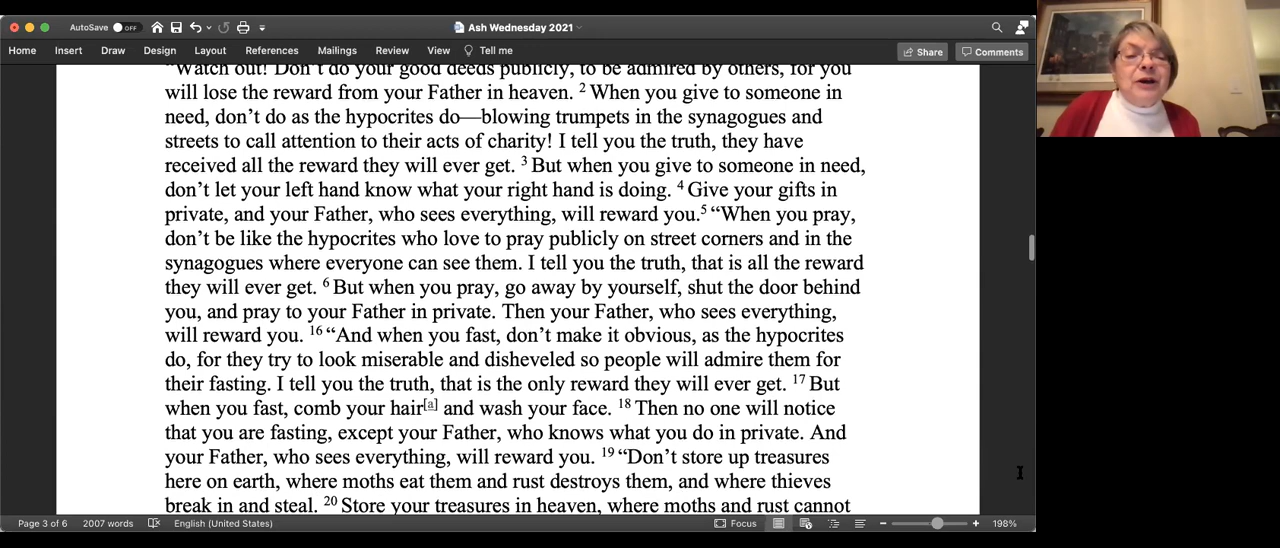 AutoSave OFF
Ash Wednesday 2021
Home Insert Draw Design Layout References Mailings Review View Tell me Share Comments
“Watch out! Don’t do your good deeds publicly, to be admired by others, for you
will lose the reward from your Father in heaven. 2 When you give to someone in
need, don’t do as the hypocrites do—blowing trumpets in the synagogues and
streets to call attention to their acts of charity! I tell you the truth, they have
received all the reward they will ever get. 3 But when you give to someone in need,
don’t let your left hand know what your right hand is doing. 4 Give your gifts in
private, and your Father, who sees everything, will reward you.5 “When you pray,
don’t be like the hypocrites who love to pray publicly on street corners and in the
synagogues where everyone can see them. I tell you the truth, that is all the reward
they will ever get. 6 But when you pray, go away by yourself, shut the door behind
you, and pray to your Father in private. Then your Father, who sees everything,
will reward you. 16 “And when you fast, don’t make it obvious, as the hypocrites
do, for they try to look miserable and disheveled so people will admire them for
their fasting. I tell you the truth, that is the only reward they will ever get. 17 But
when you fast, comb your hair[a] and wash your face. 18 Then no one will notice
that you are fasting, except your Father, who knows what you do in private. And
your Father, who sees everything, will reward you. 19 “Don’t store up treasures
here on earth, where moths eat them and rust destroys them, and where thieves
break in and steal. 20 Store your treasures in heaven, where moths and rust cannot
Page 3 of 6 2007 words English (United States) Focus 198%